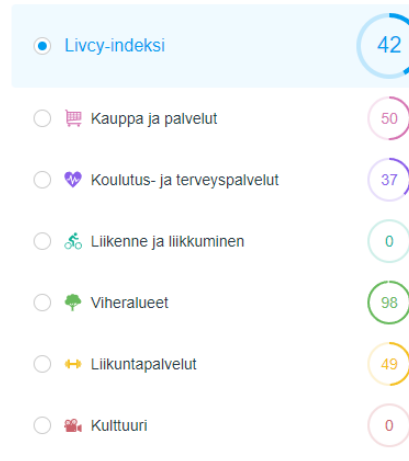 Livcy-indeksi 42
Kauppa ja palvelut 50
Koulutus- ja terveyspalvelut 37
Liikenne ja liikkuminen 0
Viheralueet 98
Liikuntapalvelut 49
Kulttuuri 0